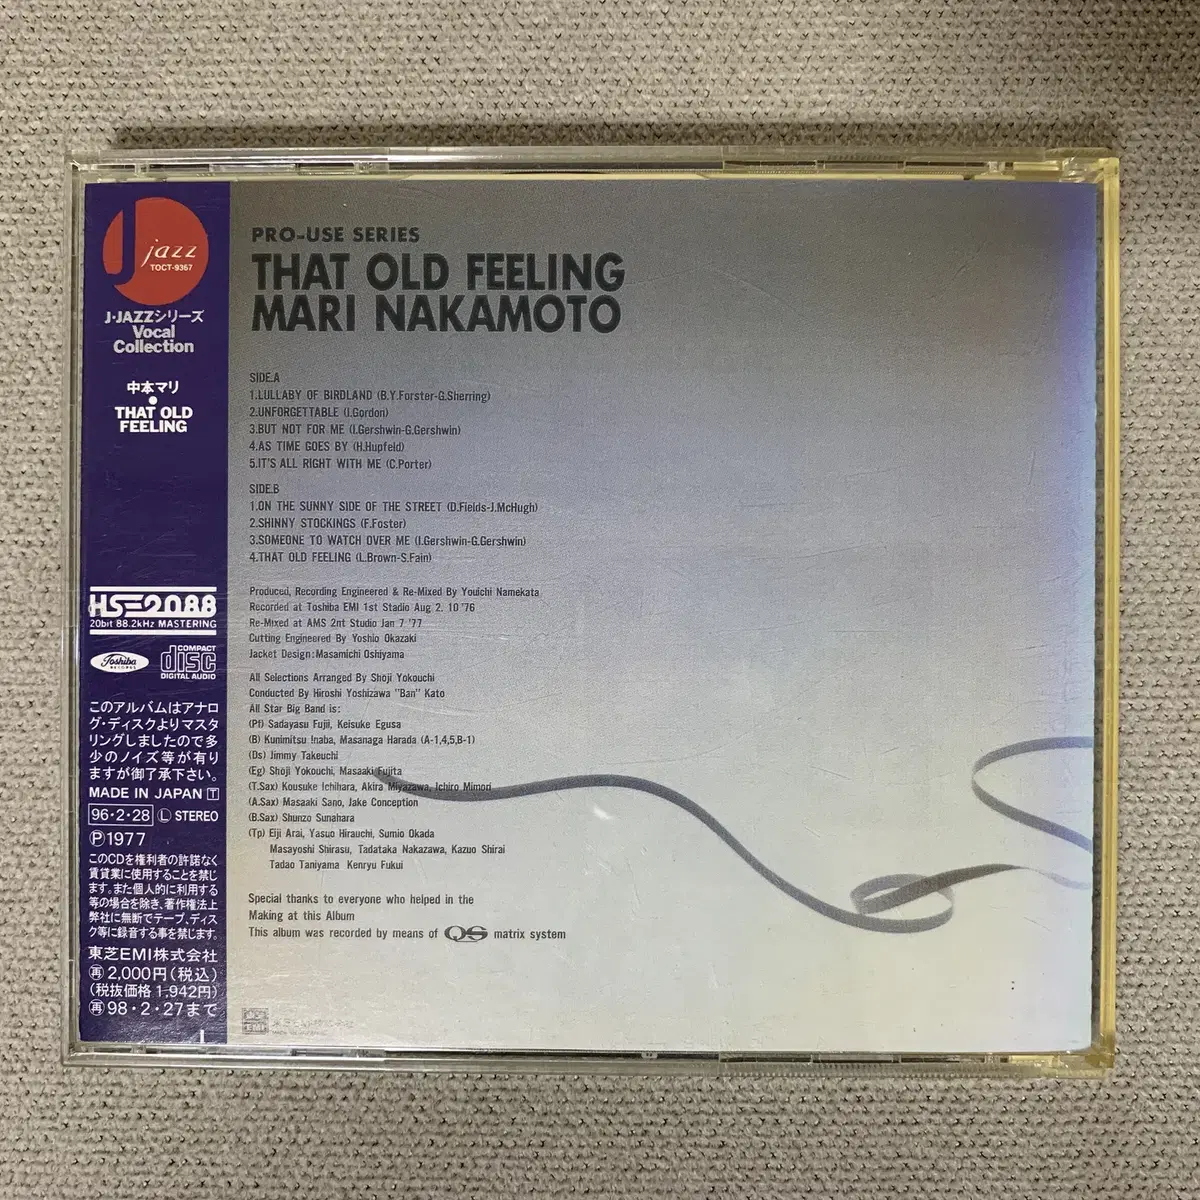 J jazz
TOCT-9367
J・JAZZシリーズ
Vocal
Collection
中本マリ
●
THAT OLD
FEELING
HS2088
20bit 88.2kHz MASTERING
Toshiba
RECORDS
COMPACT
disc
DIGITAL AUDIO
このアルバムはアナロ
グ・ディスクよりマスタ
リングしましたので多
少のノイズ等が有り
ますが御了承下さい。
MADE IN JAPAN T
96・2・28 L STEREO
Ⓟ1977
このCDを権利者の許諾なく
賃貸業に使用することを禁じ
ます。また個人的に利用する
等の場合を除き、著作権法上
弊社に無断でテープ、ディス
ク等に録音する事を禁じます。
東芝EMI株式会社
再 2,000円(税込)
(税抜価格 1,942円)
再 98・2・27まで
PRO-USE SERIES
THAT OLD FEELING
MARI NAKAMOTO
SIDE.A
1.LULLABY OF BIRDLAND (B.Y.Forster-G.Sherring)
2.UNFORGETTABLE (I.Gordon)
3.BUT NOT FOR ME (I.Gershwin-G.Gershwin)
4.AS TIME GOES BY (H.Hupfeld)
5.IT'S ALL RIGHT WITH ME (C.Porter)
SIDE.B
1.ON THE SUNNY SIDE OF THE STREET (D.Fields-J.McHugh)
2.SHINNY STOCKINGS (F.Foster)
3.SOMEONE TO WATCH OVER ME (I.Gershwin-G.Gershwin)
4.THAT OLD FEELING (L.Brown-S.Fain)
Produced, Recording Engineered & Re-Mixed By Youichi Namekata
Recorded at Toshiba EMI 1st Stadio Aug 2. 10 '76
Re-Mixed at AMS 2nt Studio Jan 7 '77
Cutting Engineered By Yoshio Okazaki
Jacket Design:Masamichi Oshiyama
All Selections Arranged By Shoji Yokouchi
Conducted By Hiroshi Yoshizawa "Ban" Kato
All Star Big Band is:
(Pf) Sadayasu Fujii, Keisuke Egusa
(B) Kunimitsu Inaba, Masanaga Harada (A-1,4,5,B-1)
(Ds) Jimmy Takeuchi
(Eg) Shoji Yokouchi, Masaaki Fujita
(T.Sax) Kousuke Ichihara, Akira Miyazawa, Ichiro Mimori
(A.Sax) Masaaki Sano, Jake Conception
(B.Sax) Shunzo Sunahara
(Tp) Eiji Arai, Yasuo Hirauchi, Sumio Okada
Masayoshi Shirasu, Tadataka Nakazawa, Kazuo Shirai
Tadao Taniyama Kenryu Fukui
Special thanks to everyone who helped in the
Making at this Album
This album was recorded by means of QS matrix system
EMI